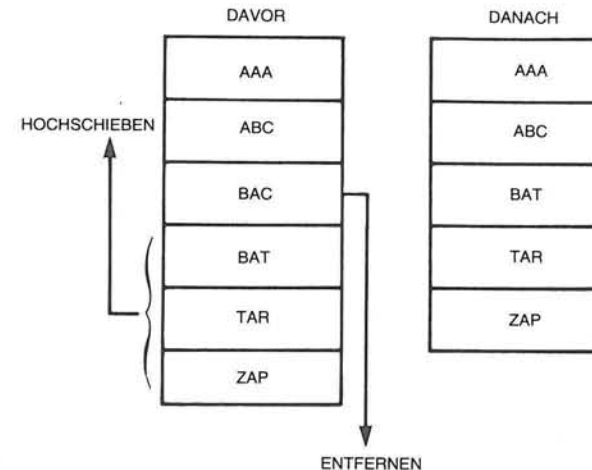 DAVOR
AAA
ABC
BAC
BAT
TAR
ZAP
HOCHSCHIEBEN
ENTFERNEN
DANACH
AAA
ABC
BAT
TAR
ZAP